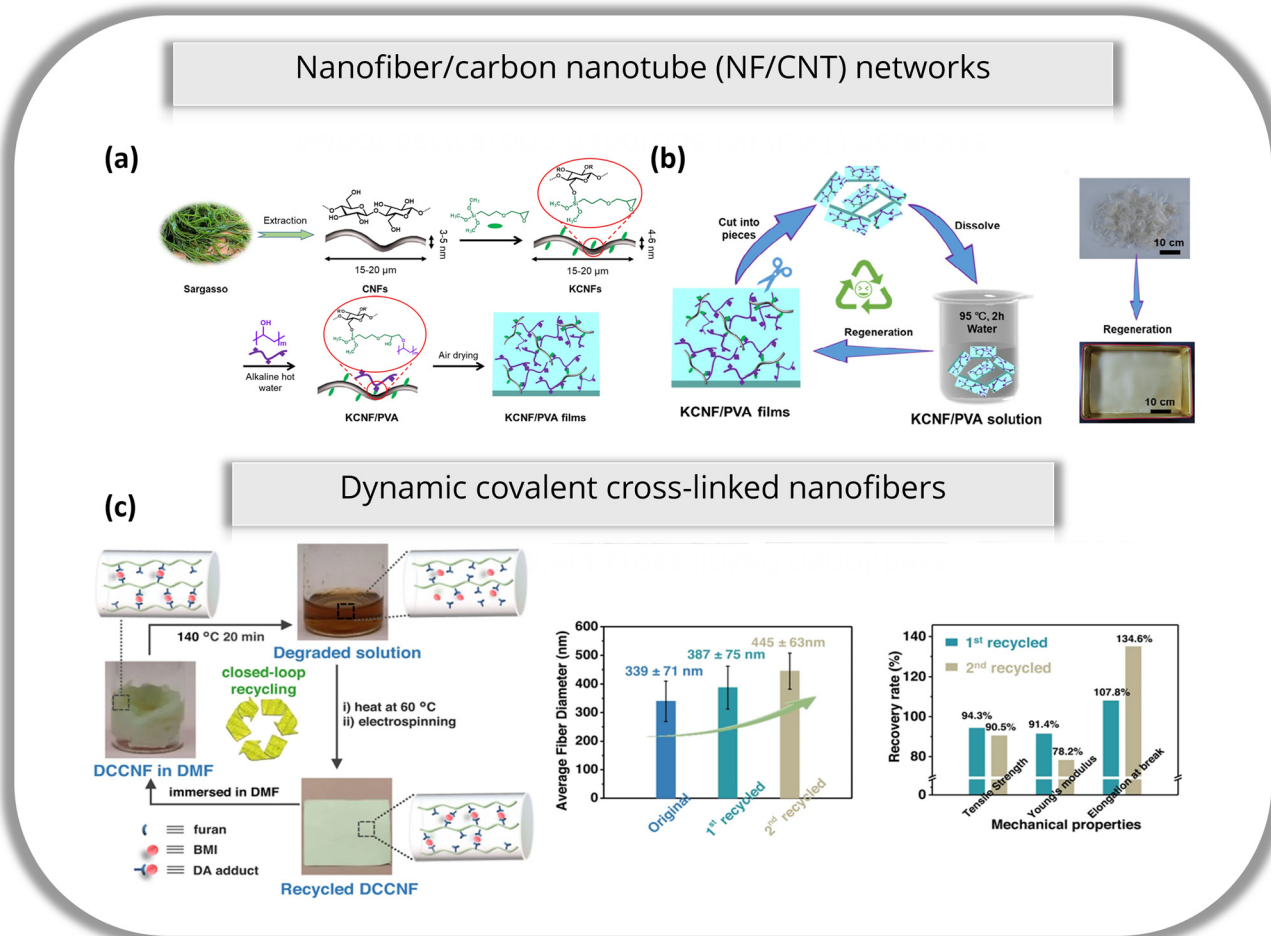 Nanofiber/carbon nanotube (NF/CNT) networks
(a)
Extraction
Sargasso
15-20 µm
CNFs
3-5 nm
15-20 µm
KCNFs
4-6 nm
Alkaline hot
water
KCNF/PVA
Air drying
KCNF/PVA films
(b)
Cut into
pieces
Dissolve
Regeneration
95 ℃, 2h
Water
KCNF/PVA films
KCNF/PVA solution
10 cm
Regeneration
10 cm
Dynamic covalent cross-linked nanofibers
(c)
140 °C 20 min
Degraded solution
closed-loop
recycling
i) heat at 60 °C
ii) electrospinning
DCCNF in DMF
immersed in DMF
furan
BMI
DA adduct
Recycled DCCNF
Average Fiber Diameter (nm)
600
500
400
300
200
100
0
339 ± 71 nm
387 ± 75 nm
445 ± 63nm
Original
1st recycled
2nd recycled
Recovery rate (%)
140
120
100
80
0
1st recycled
2nd recycled
94.3%
90.5%
91.4%
78.2%
107.8%
134.6%
Tensile Strength
Young's modulus
Elongation at break
Mechanical properties